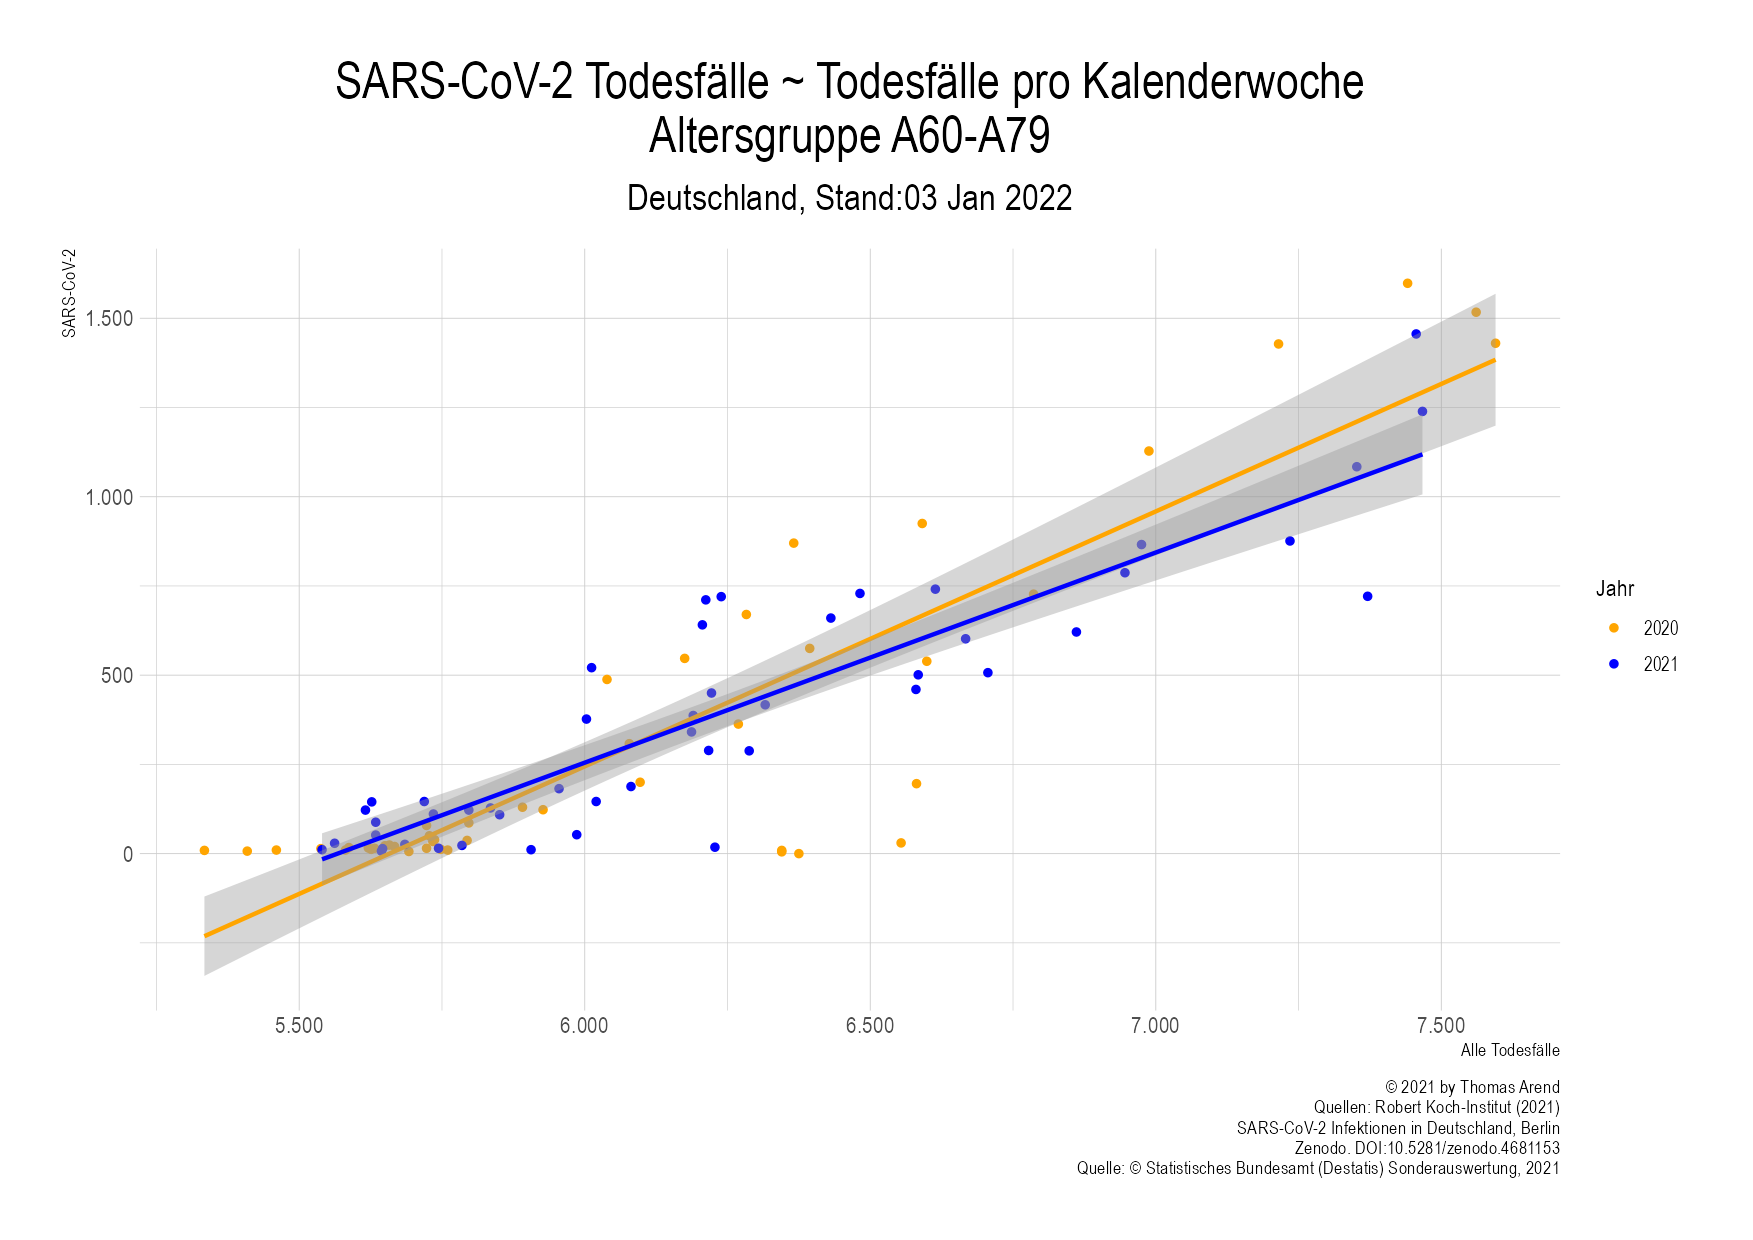 SARS-CoV-2 Todesfälle ~ Todesfälle pro Kalenderwoche
Altersgruppe A60-A79
Deutschland, Stand:03 Jan 2022
SARS-CoV-2
1.500
1.000
500
0
5.500
6.000
6.500
7.000
7.500
Alle Todesfälle
Jahr
2020
2021
© 2021 by Thomas Arend
Quellen: Robert Koch-Institut (2021)
SARS-CoV-2 Infektionen in Deutschland, Berlin
Zenodo. DOI:10.5281/zenodo.4681153
Quelle: © Statistisches Bundesamt (Destatis) Sonderauswertung, 2021